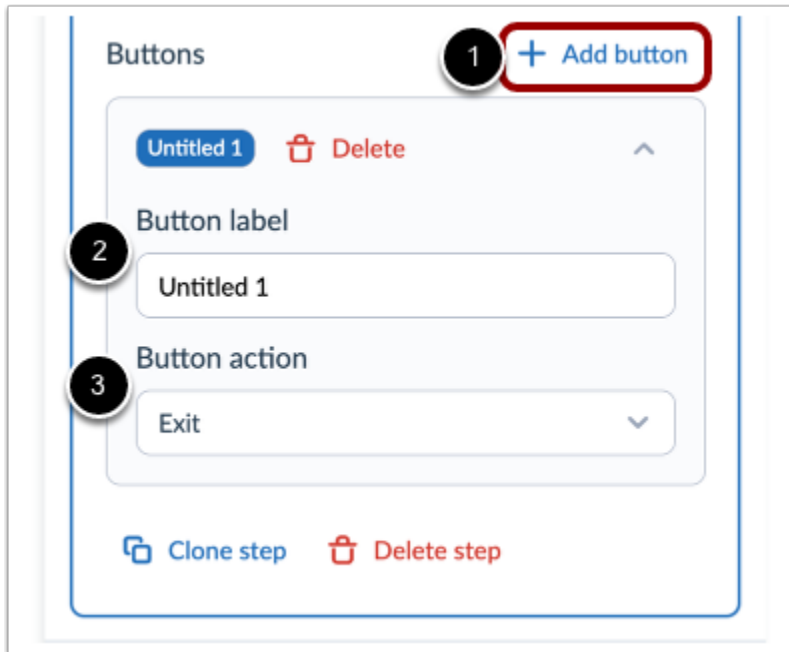 Buttons 1 + Add button
Untitled 1 Delete
Button label
2
Untitled 1
Button action
3
Exit
Clone step Delete step